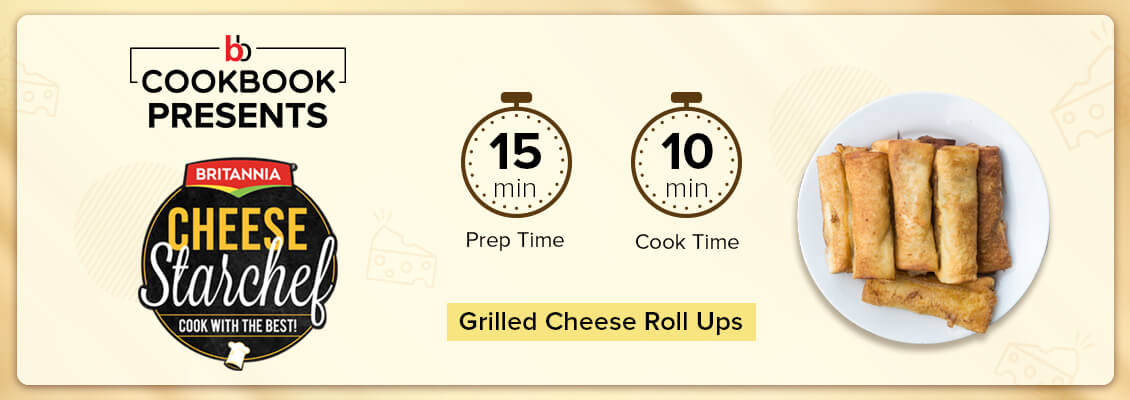 bb
COOKBOOK
PRESENTS
BRITANNIA
CHEESE
Starchef
COOK WITH THE BEST!
15
min
Prep Time
10
min
Cook Time
Grilled Cheese Roll Ups